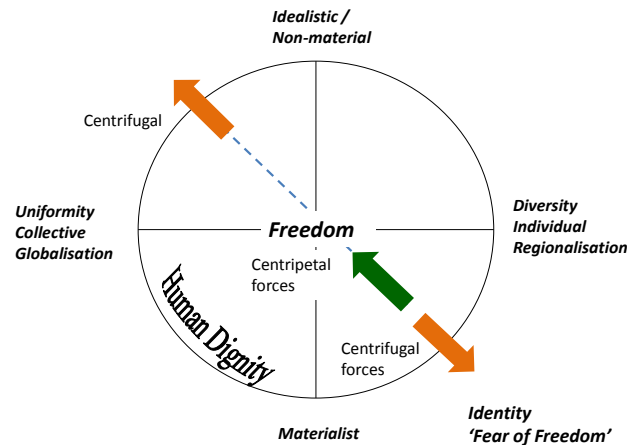 Idealistic /
Non-material
Centrifugal
Uniformity
Collective
Globalisation
Diversity
Individual
Regionalisation
Freedom
Centripetal
forces
Human Dignity
Centrifugal
forces
Identity
'Fear of Freedom'
Materialist